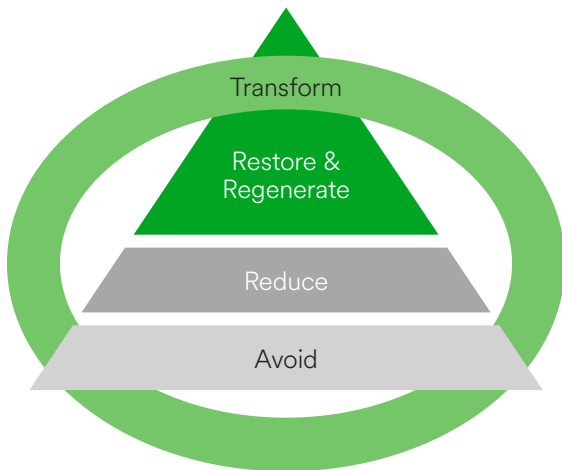 Transform
Restore &
Regenerate
Reduce
Avoid